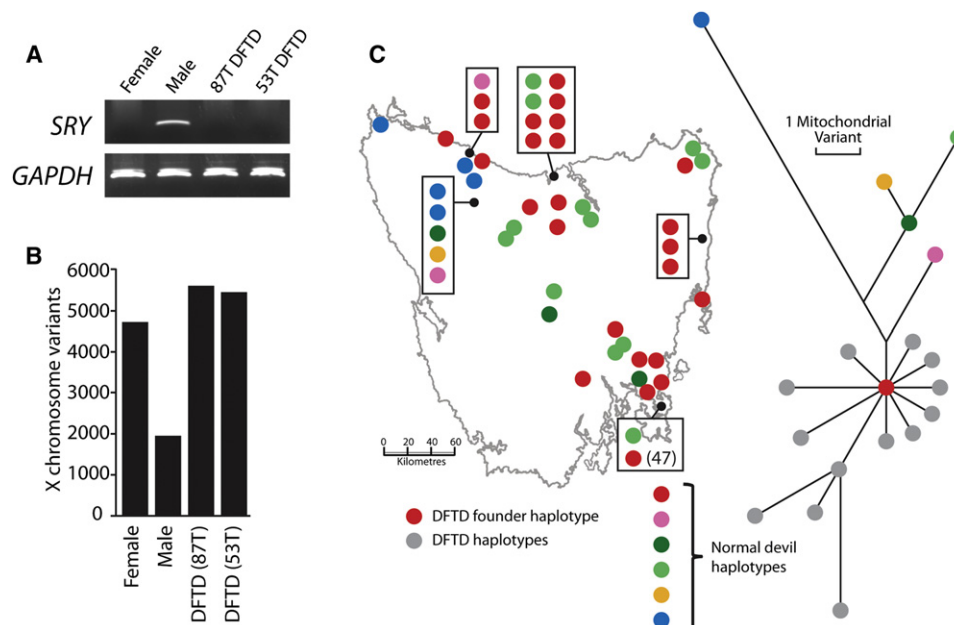 A
Female
Male
87T DFTD
53T DFTD
SRY
GAPDH
B
X chromosome variants
6000
5000
4000
3000
2000
1000
0
Female
Male
DFTD (87T)
DFTD (53T)
C
(47)
0 20 40 60
Kilometres
DFTD founder haplotype
DFTD haplotypes
Normal devil
haplotypes
1 Mitochondrial
Variant